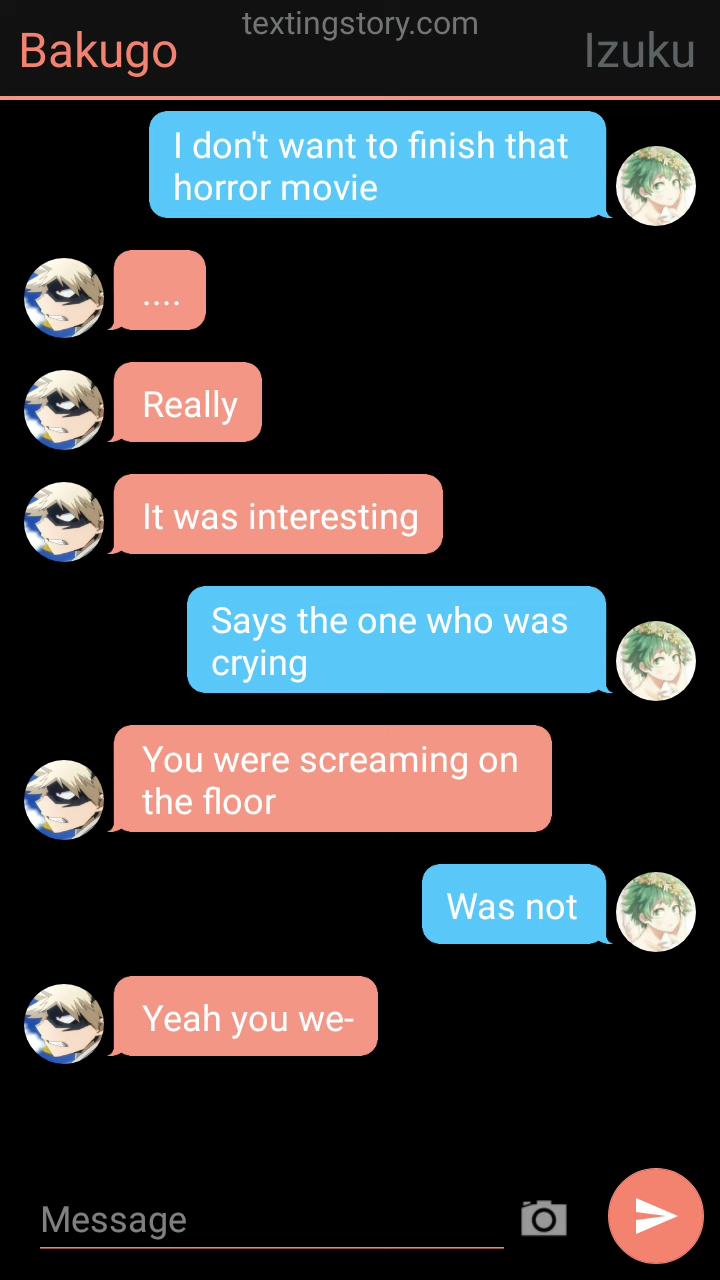 textingstory.com
Bakugo
Izuku
I don't want to finish that
horror movie
....
Really
It was interesting
Says the one who was
crying
You were screaming on
the floor
Was not
Yeah you we-
Message